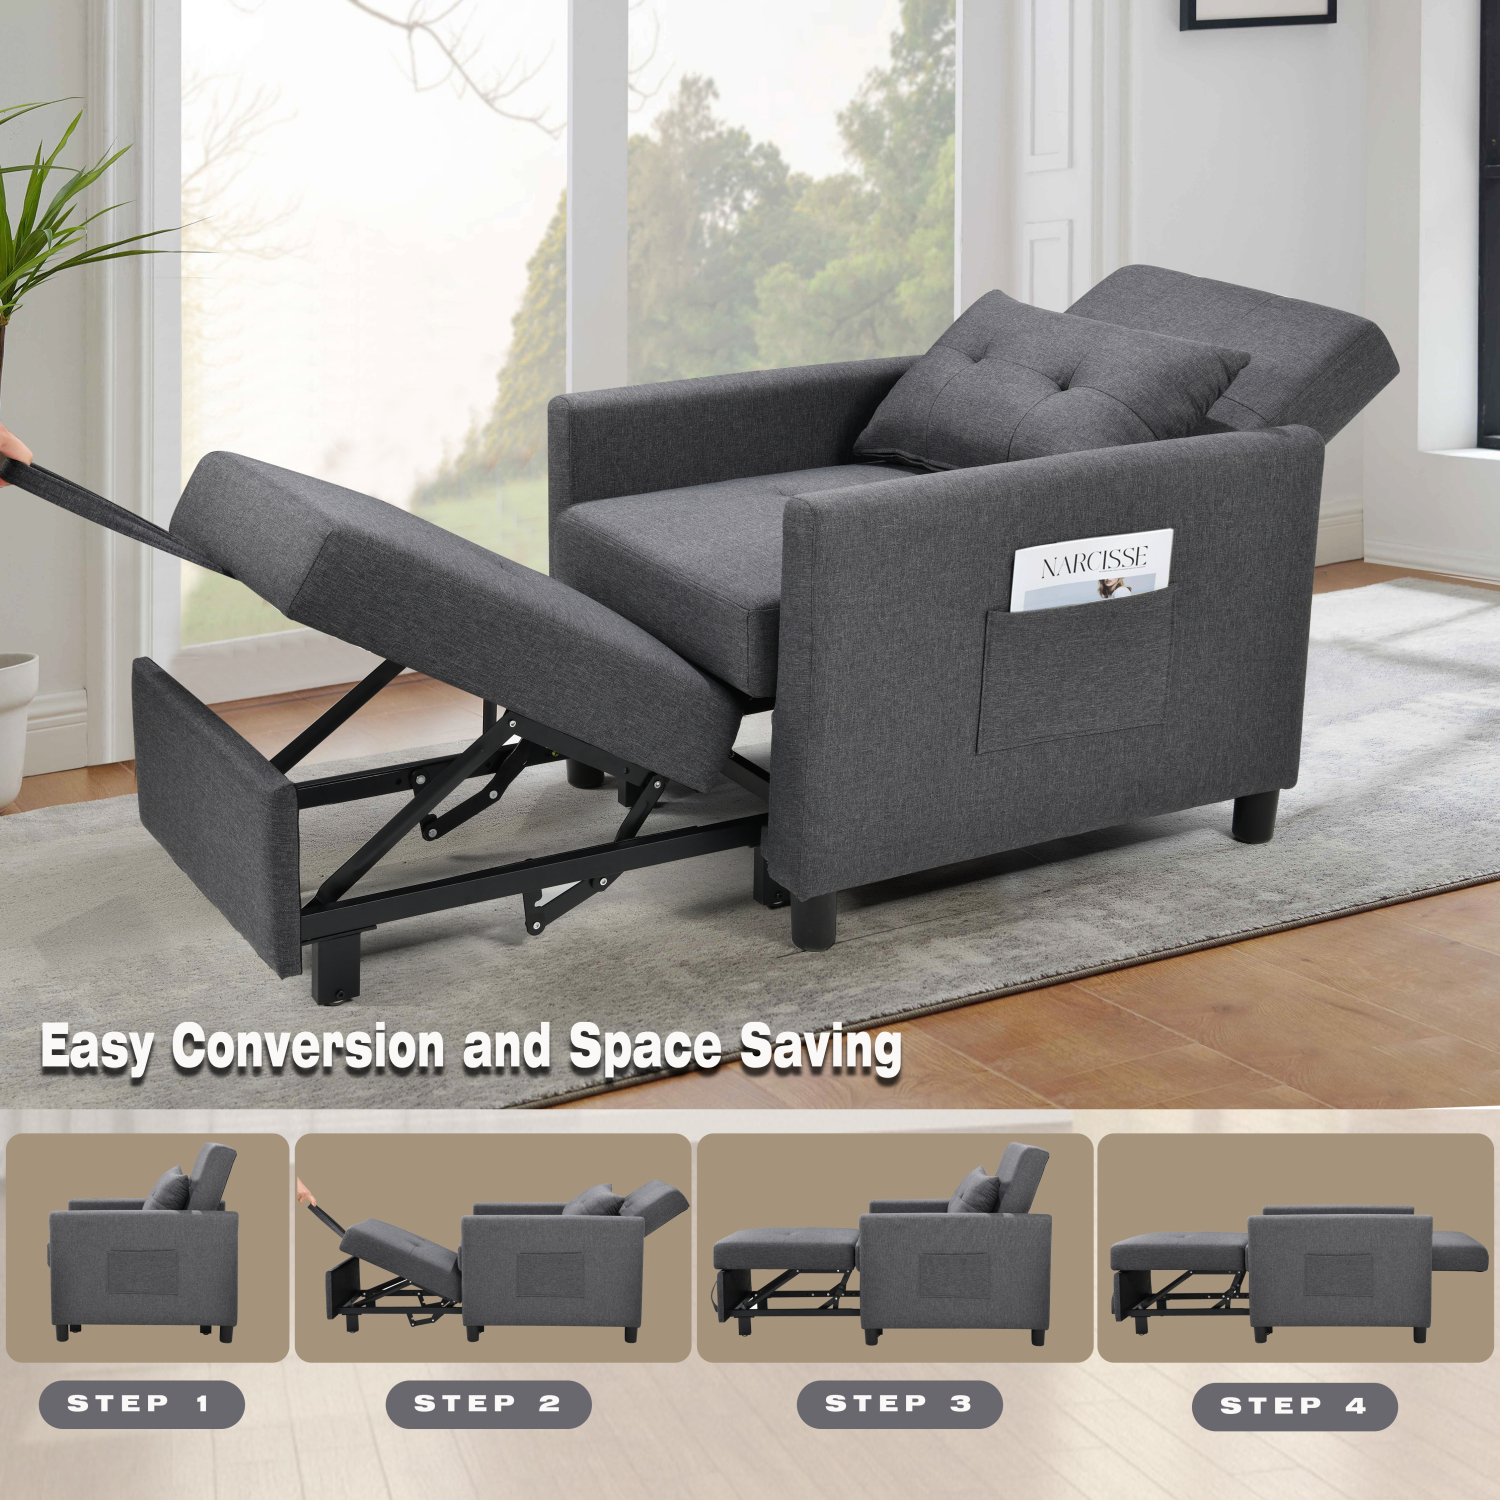 NARCISSE
Easy Conversion and Space Saving
STEP 1
STEP 2
STEP 3
STEP 4